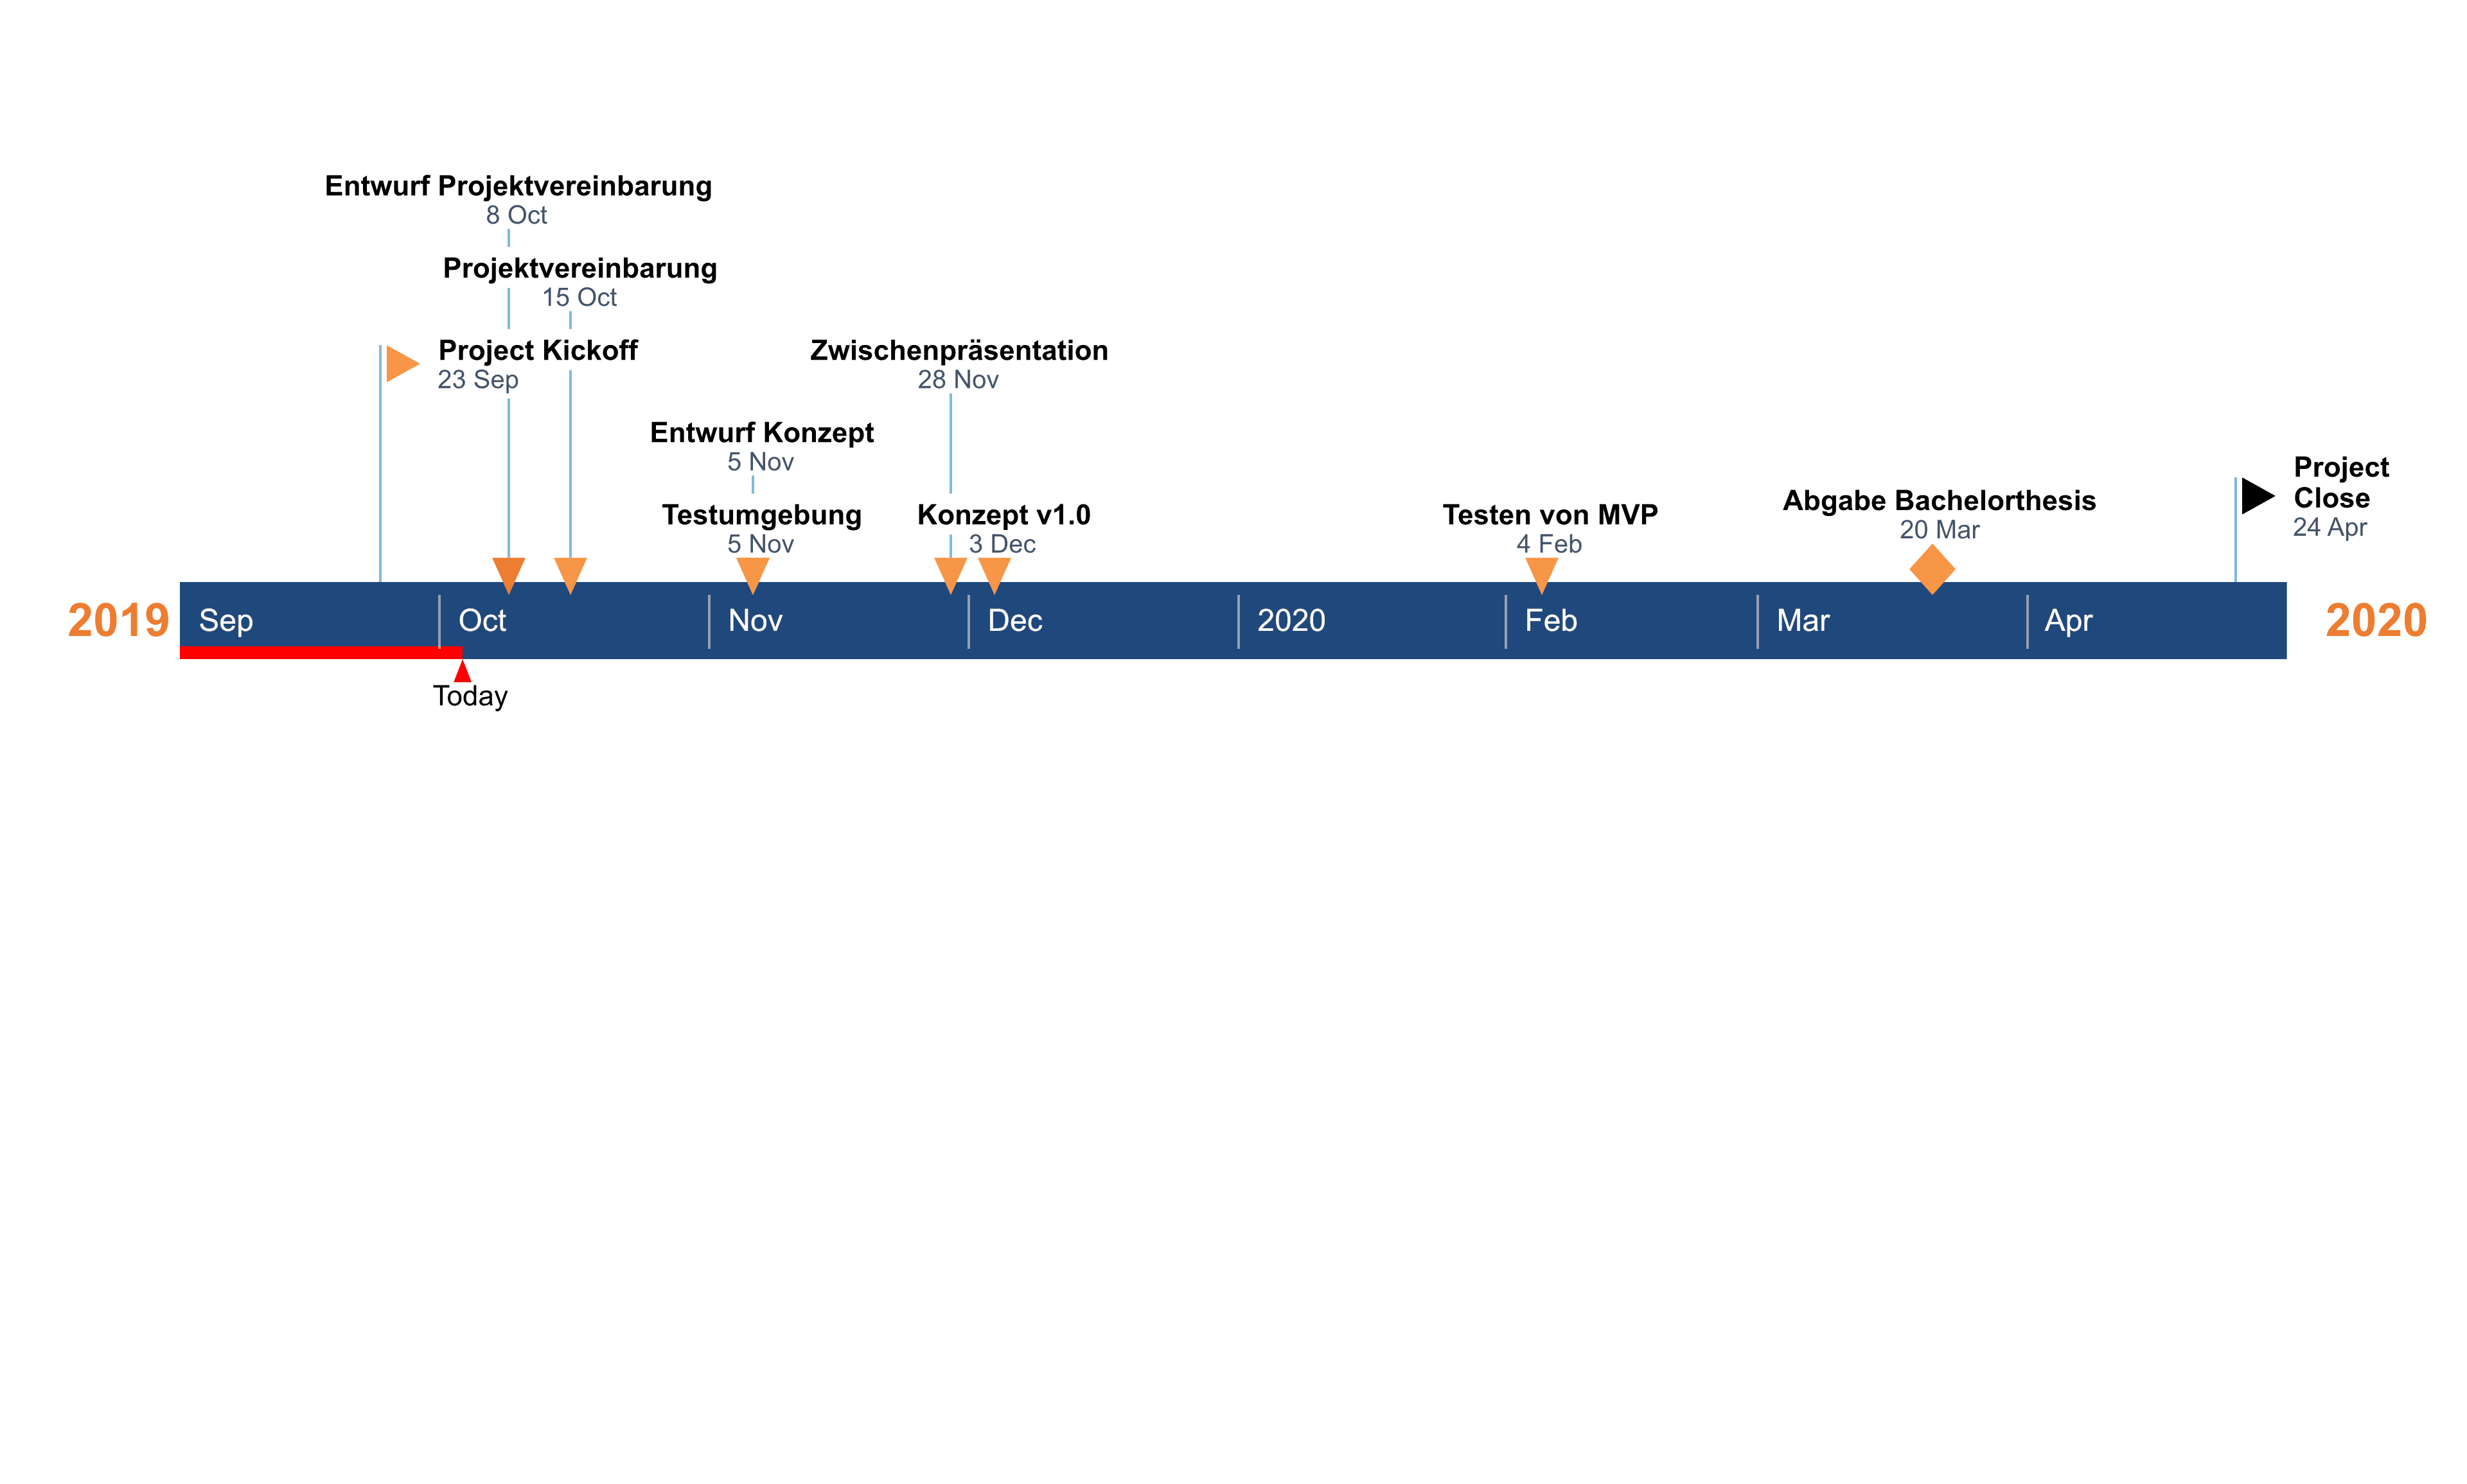 Entwurf Projektvereinbarung
8 Oct
Projektvereinbarung
15 Oct
Project Kickoff
23 Sep
Zwischenpräsentation
28 Nov
Entwurf Konzept
5 Nov
Testumgebung
5 Nov
Konzept v1.0
3 Dec
Testen von MVP
4 Feb
Abgabe Bachelorthesis
20 Mar
Project
Close
24 Apr
2019 Sep Oct Nov Dec 2020 Feb Mar Apr 2020
Today